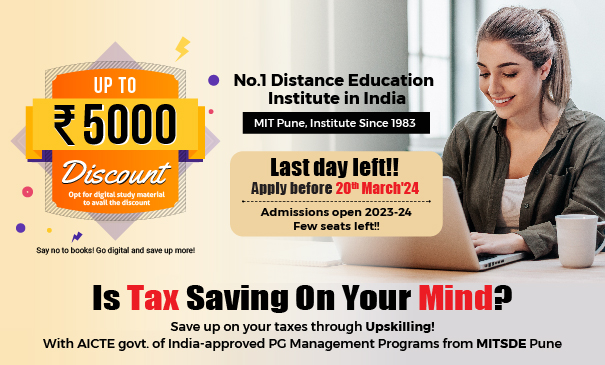 UP TO
₹5000
Discount
Opt for digital study material
to avail the discount
Say no to books! Go digital and save up more!
No.1 Distance Education
Institute in India
MIT Pune, Institute Since 1983
Last day left!!
Apply before 20th March'24
Admissions open 2023-24
Few seats left!!
Is Tax Saving On Your Mind?
Save up on your taxes through Upskilling!
With AICTE govt. of India-approved PG Management Programs from MITSDE Pune